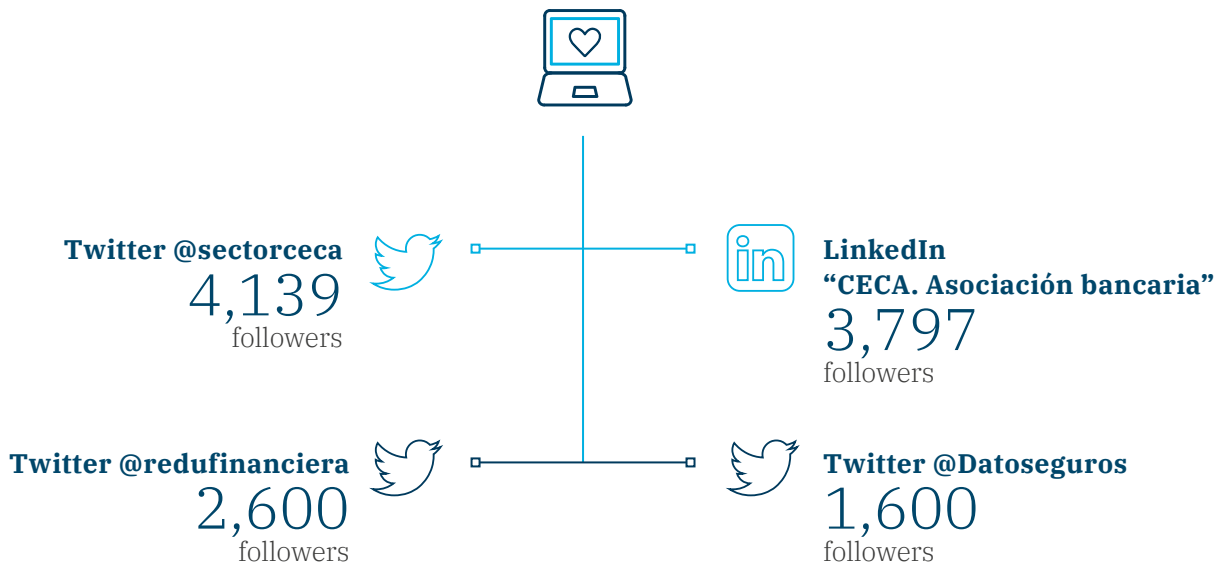 Twitter @sectorceca
4,139
followers
in
LinkedIn
“CECA. Asociación bancaria”
3,797
followers
Twitter @redufinanciera
2,600
followers
Twitter @Datoseguros
1,600
followers